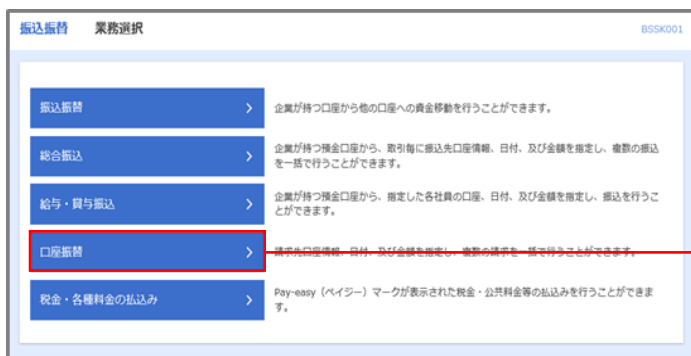 振込振替 業務選択 BSSK001
振込振替 企業が持つ口座から他の口座への資金移動を行うことができます。
総合振込 企業が持つ預金口座から、取引毎に振込先口座情報、日付、及び金額を指定し、複数の振込
を一括で行うことができます。
給与・賞与振込 企業が持つ預金口座から、指定した各社員の口座、日付、及び金額を指定し、振込を行うこ
とができます。
口座振替 請求先口座情報、日付、及び金額を指定し、複数の請求を一括で行うことができます。
税金・各種料金の払込み Pay-easy（ペイジー）マークが表示された税金・公共料金等の払込みを行うことができま
す。